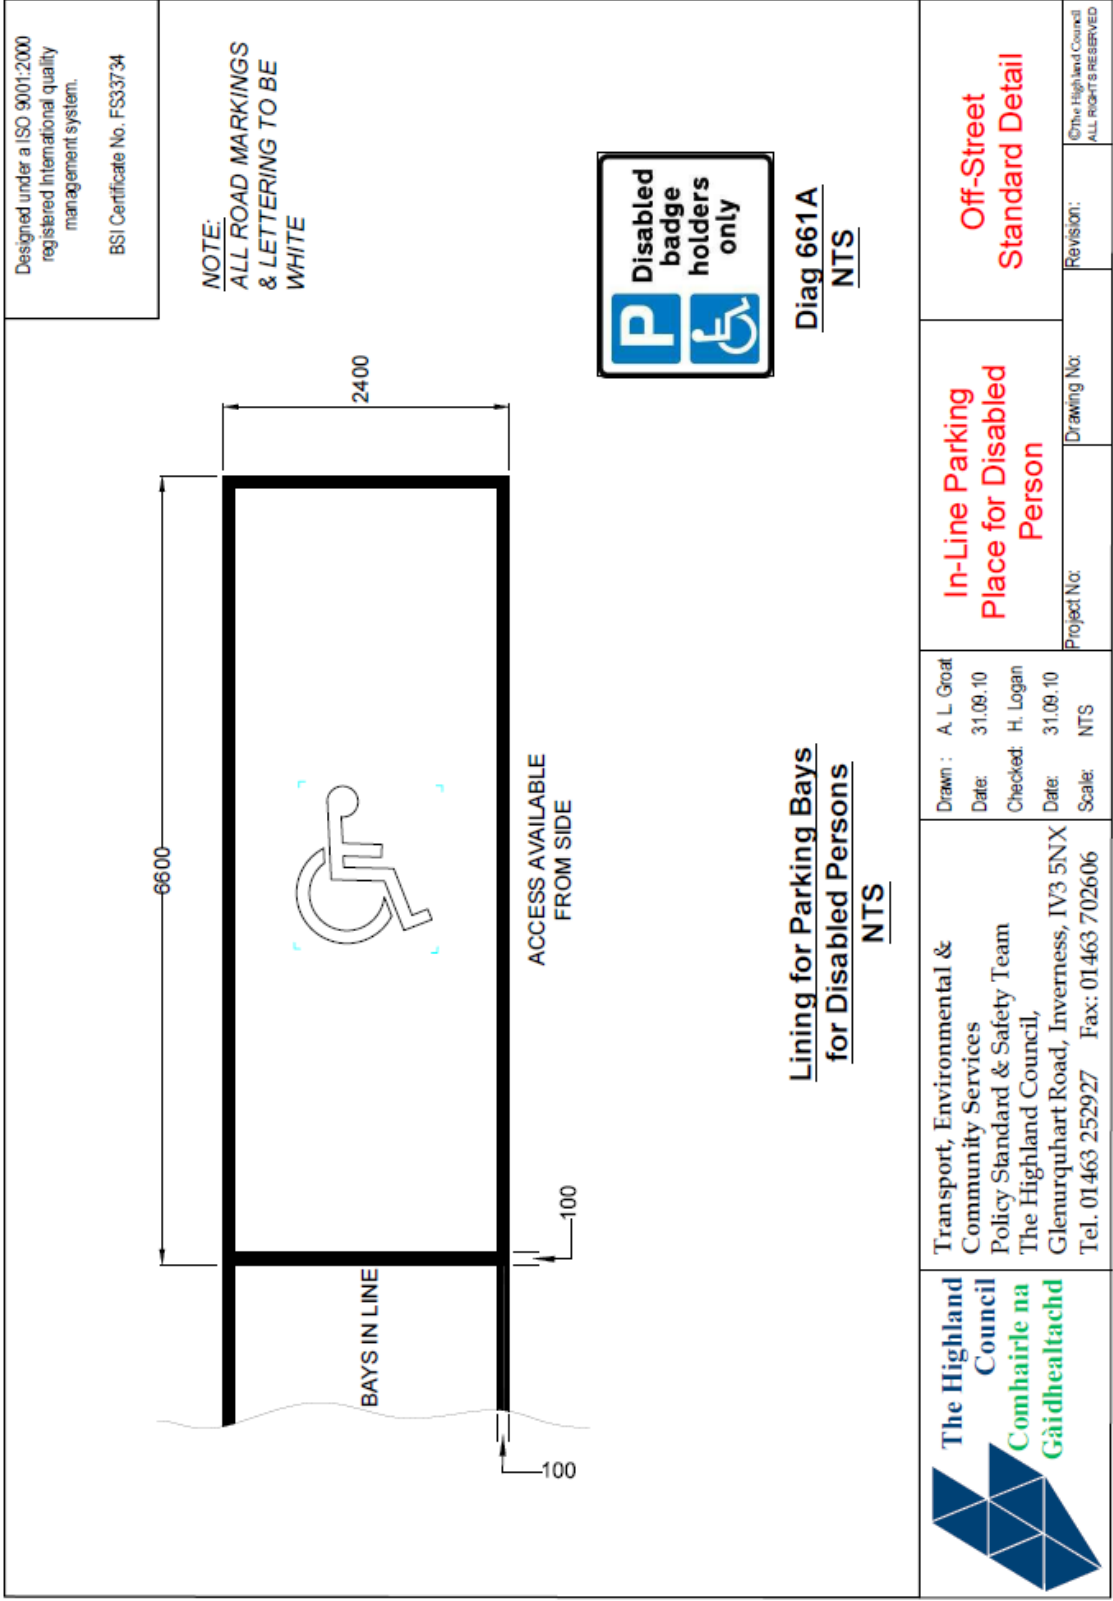 Designed under a ISO 9001:2000
registered International quality
management system.
BSI Certificate No. FS33734
NOTE:
ALL ROAD MARKINGS
& LETTERING TO BE
WHITE
6600
2400
BAYS IN LINE
100
100
ACCESS AVAILABLE
FROM SIDE
P
Disabled
badge
holders
only
Diag 661A
NTS
Lining for Parking Bays
for Disabled Persons
NTS
The Highland
Council
Comhairle na
Gàidhealtachd
Transport, Environmental &
Community Services
Policy Standard & Safety Team
The Highland Council,
Glenurquhart Road, Inverness, IV3 5NX
Tel. 01463 252927 Fax: 01463 702606
Drawn : A. L. Groat
Date: 31.09.10
Checked: H. Logan
Date: 31.09.10
Scale: NTS
In-Line Parking
Place for Disabled
Person
Off-Street
Standard Detail
Project No:
Drawing No:
Revision:
©The Highland Council
ALL RIGHTS RESERVED